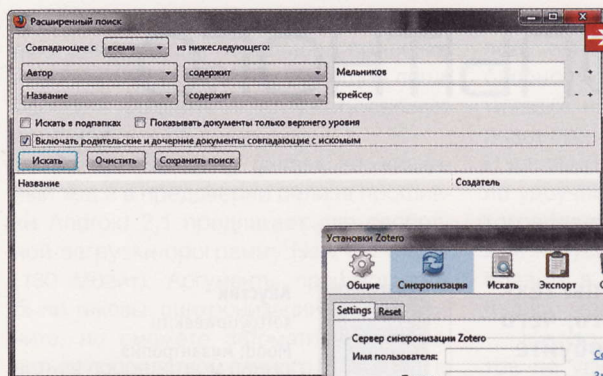 Расширенный поиск
Совпадающее с всеми из нижеследующего:
Автор содержит Мельников - +
Название содержит крейсер - +
Искать в подпапках Показывать документы только верхнего уровня
Включать родительские и дочерние документы совпадающие с искомым
Искать Очистить Сохранить поиск
Название Создатель
Установки Zotero
Общие Синхронизация Искать Экспорт
Settings Reset
Сервер синхронизации Zotero
Имя пользователя: